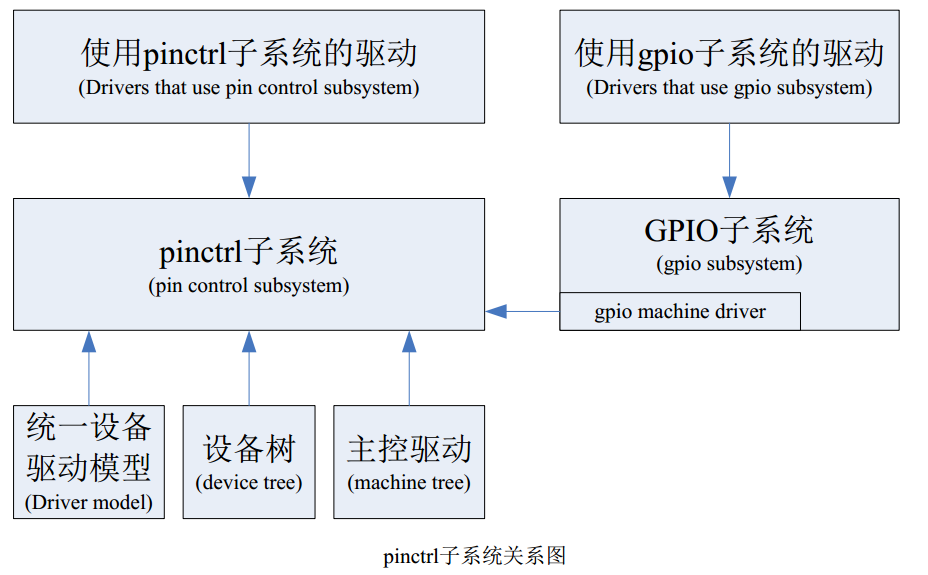 使用pinctrl子系统的驱动
(Drivers that use pin control subsystem)
使用gpio子系统的驱动
(Drivers that use gpio subsystem)
pinctrl子系统
(pin control subsystem)
GPIO子系统
(gpio subsystem)
gpio machine driver
统一设备
驱动模型
(Driver model)
设备树
(device tree)
主控驱动
(machine tree)
pinctrl子系统关系图